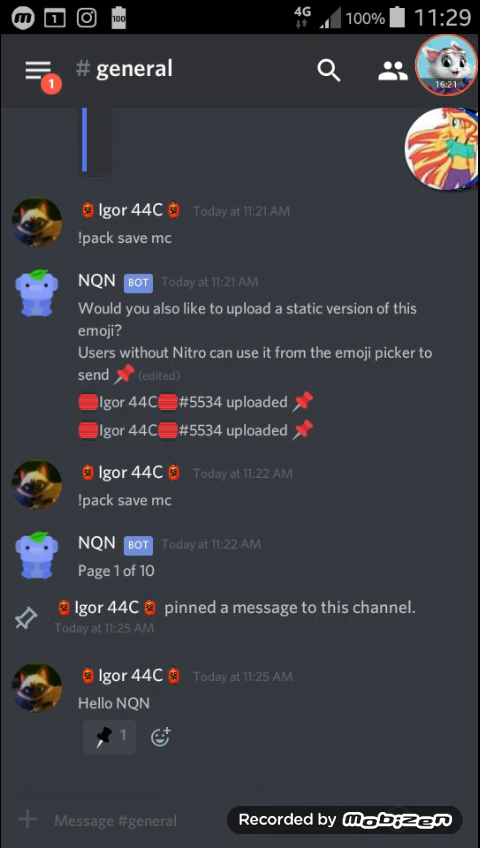 4G 100% 11:29
1
# general
16:21
Igor 44C Today at 11:21 AM
!pack save mc
NQN BOT Today at 11:21 AM
Would you also like to upload a static version of this
emoji?
Users without Nitro can use it from the emoji picker to
send (edited)
Igor 44C#5534 uploaded
Igor 44C#5534 uploaded
Igor 44C Today at 11:22 AM
!pack save mc
NQN BOT Today at 11:22 AM
Page 1 of 10
Igor 44C pinned a message to this channel.
Today at 11:25 AM
Igor 44C Today at 11:25 AM
Hello NQN
1
Message #general
Recorded by Mobizen